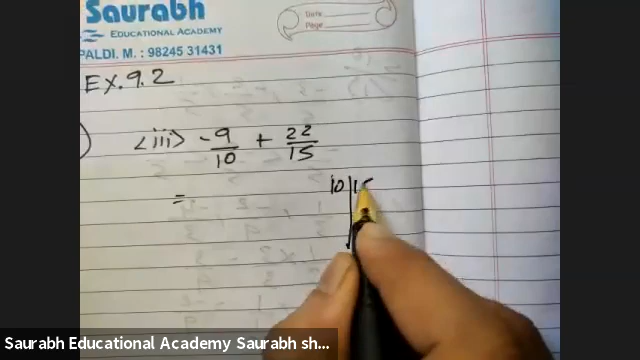 Saurabh
EDUCATIONAL ACADEMY
PALDI. M. : 98245 31431
Date:
Page:
EX.9.2
<iii> -9/10 + 22/15
=
10|15
Saurabh Educational Academy Saurabh sh...